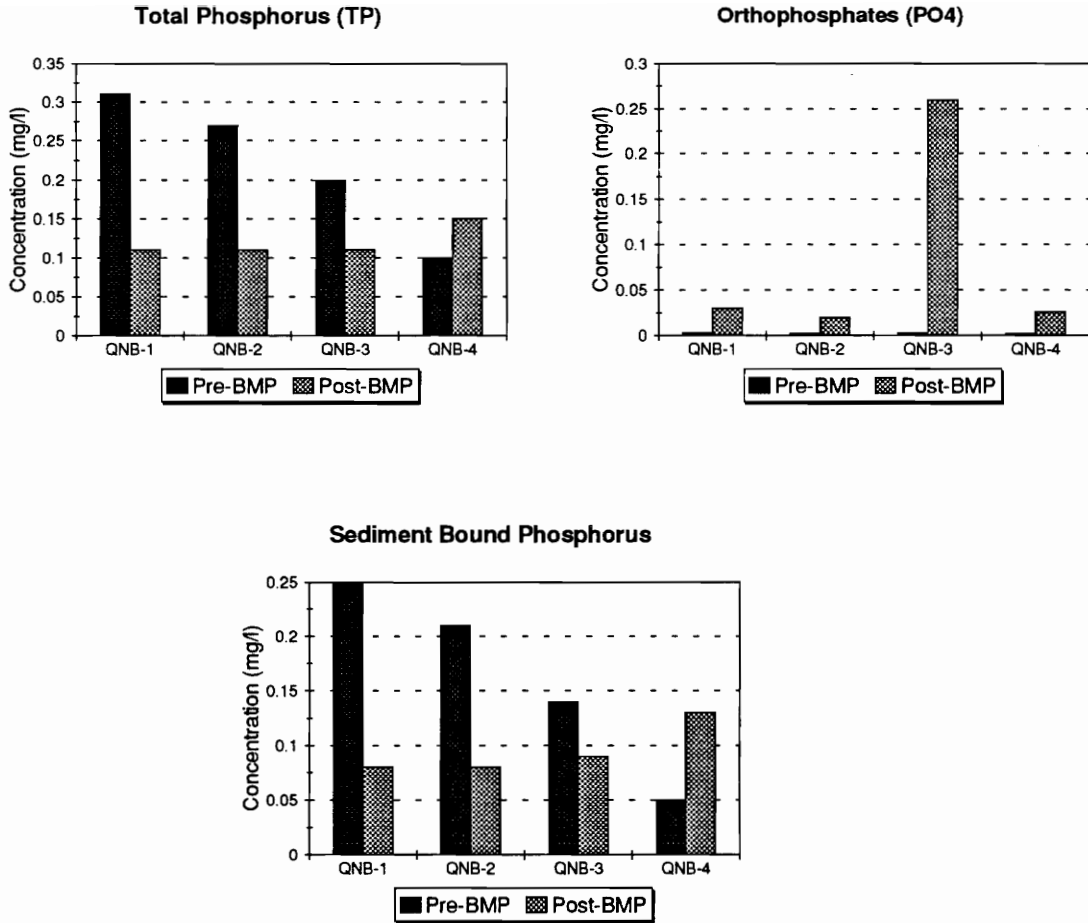 Total Phosphorus (TP)
Concentration (mg/l)
0.35
0.3
0.25
0.2
0.15
0.1
0.05
0
QNB-1 QNB-2 QNB-3 QNB-4
Pre-BMP Post-BMP
Orthophosphates (PO4)
Concentration (mg/l)
0.3
0.25
0.2
0.15
0.1
0.05
0
QNB-1 QNB-2 QNB-3 QNB-4
Pre-BMP Post-BMP
Sediment Bound Phosphorus
Concentration (mg/l)
0.25
0.2
0.15
0.1
0.05
0
QNB-1 QNB-2 QNB-3 QNB-4
Pre-BMP Post-BMP